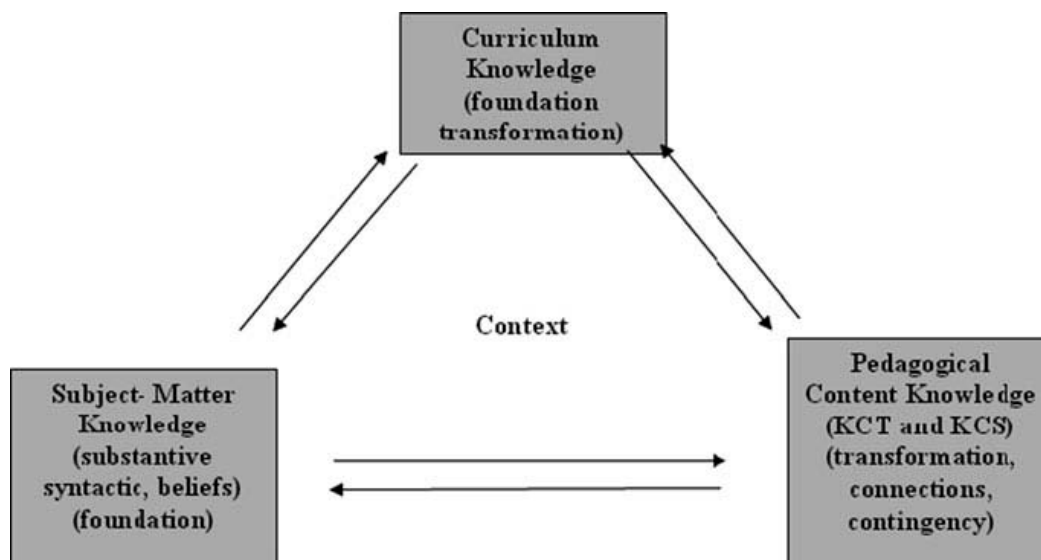 Curriculum
Knowledge
(foundation
transformation)
Context
Subject- Matter
Knowledge
(substantive
syntactic, beliefs)
(foundation)
Pedagogical
Content Knowledge
(KCT and KCS)
(transformation,
connections,
contingency)